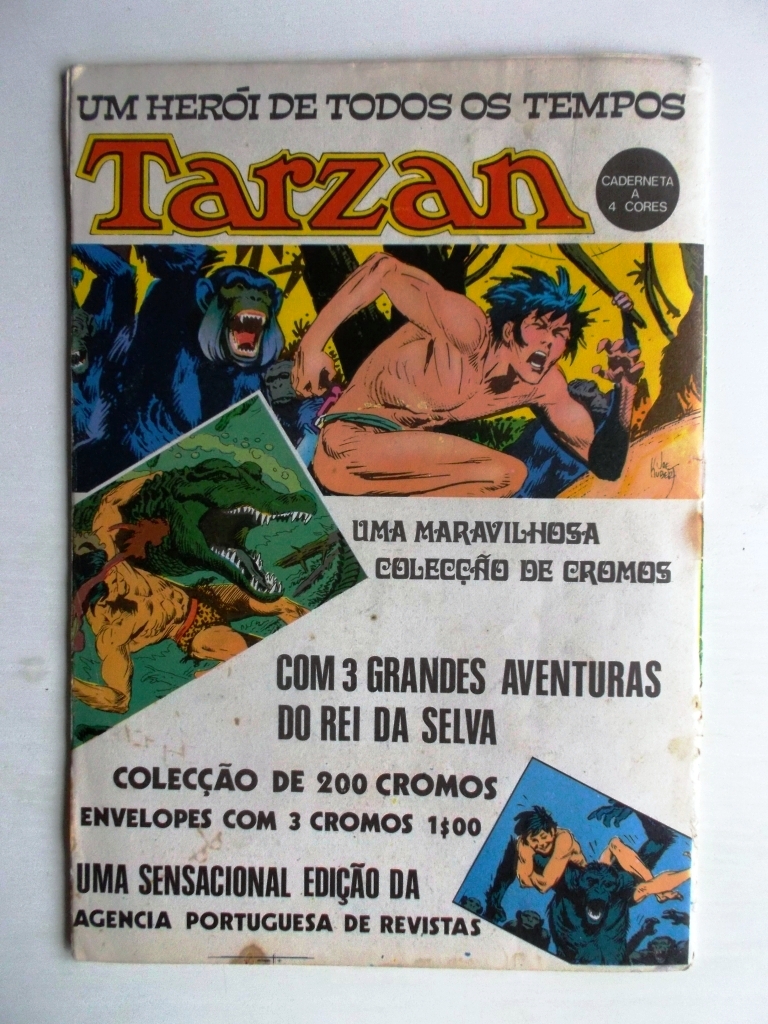 UM HERÓI DE TODOS OS TEMPOS
Tarzan
CADERNETA
A
4 CORES
JOE
KUBERT
UMA MARAVILHOSA
COLECÇÃO DE CROMOS
COM 3 GRANDES AVENTURAS
DO REI DA SELVA
COLECÇÃO DE 200 CROMOS
ENVELOPES COM 3 CROMOS 1$00
UMA SENSACIONAL EDIÇÃO DA
AGENCIA PORTUGUESA DE REVISTAS